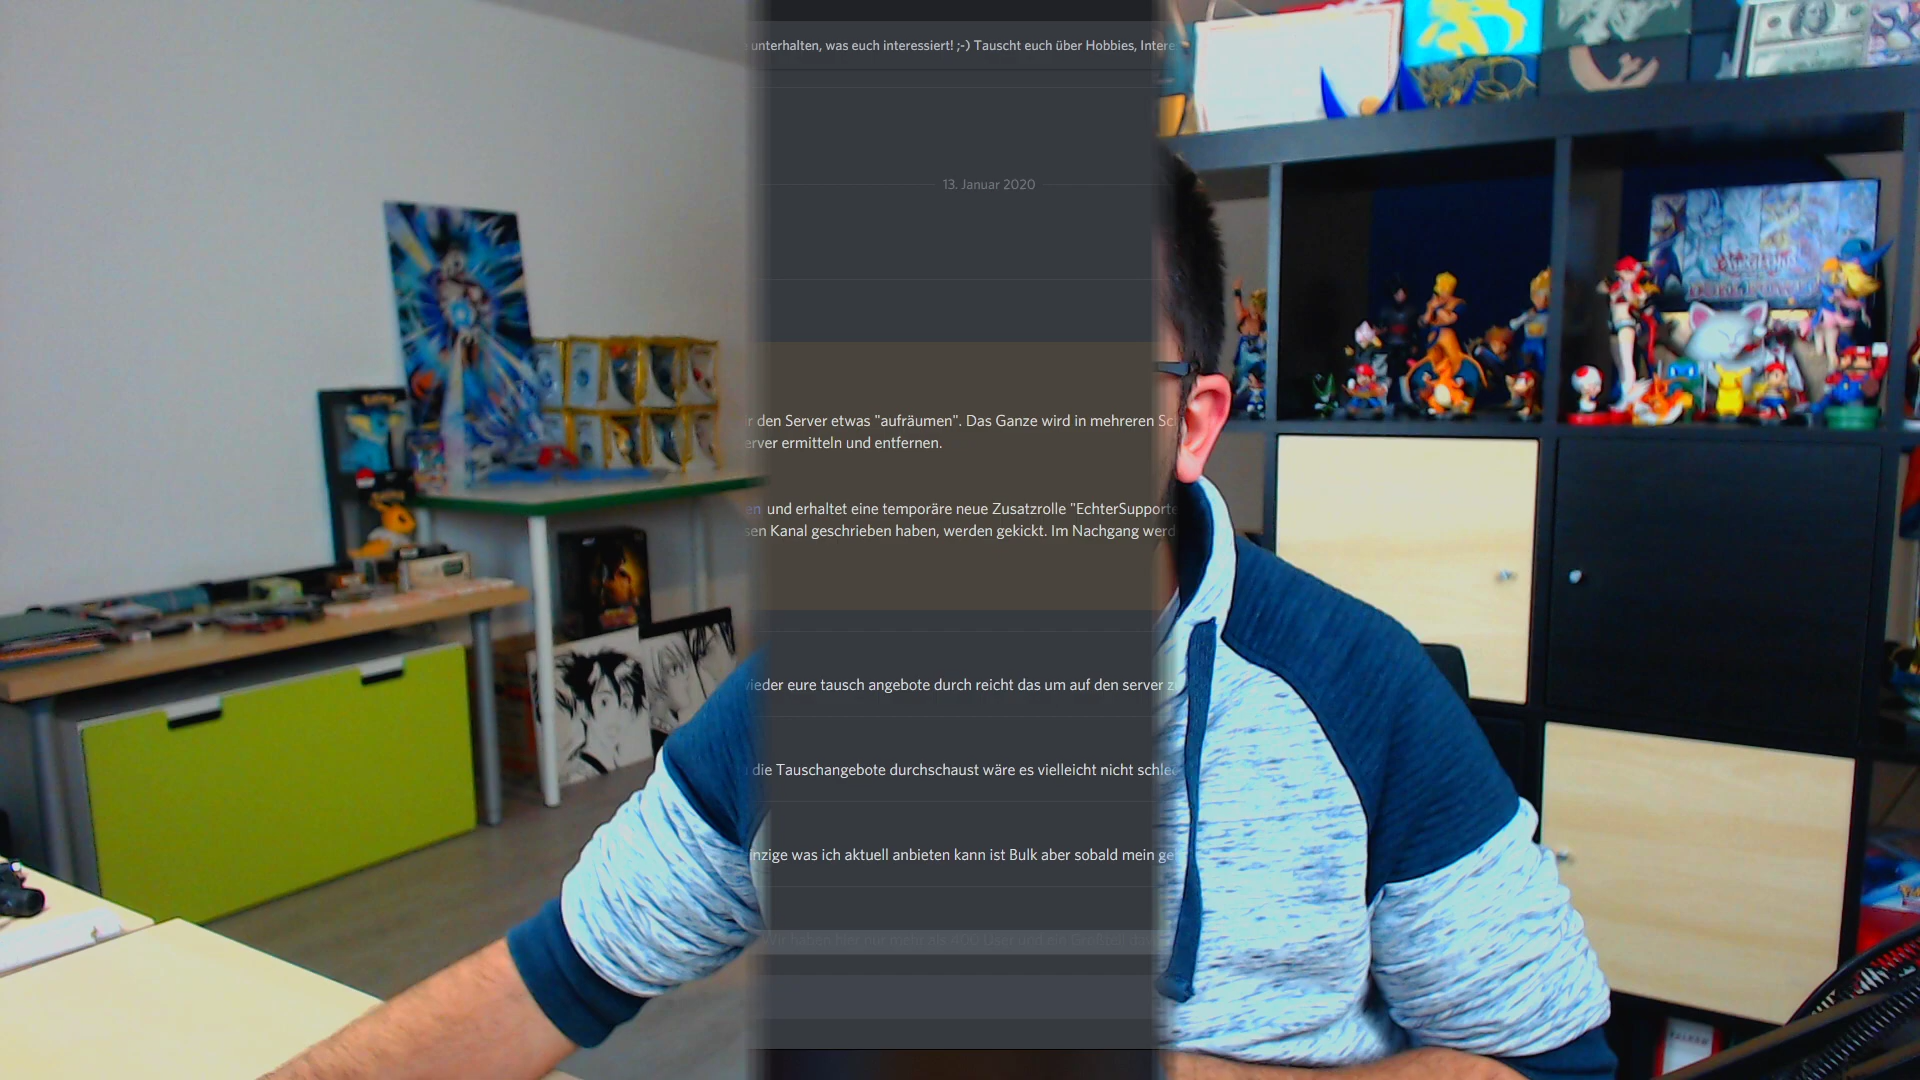 unterhalten, was euch interessiert! ;-) Tauscht euch über Hobbies, Intere
13. Januar 2020
r den Server etwas "aufräumen". Das Ganze wird in mehreren Sc
erver ermitteln und entfernen.
en und erhaltet eine temporäre neue Zusatzrolle "EchterSupporte
sen Kanal geschrieben haben, werden gekickt. Im Nachgang werd
wieder eure tausch angebote durch reicht das um auf den server z
die Tauschangebote durchschaust wäre es vielleicht nicht schlec
inzige was ich aktuell anbieten kann ist Bulk aber sobald mein ge